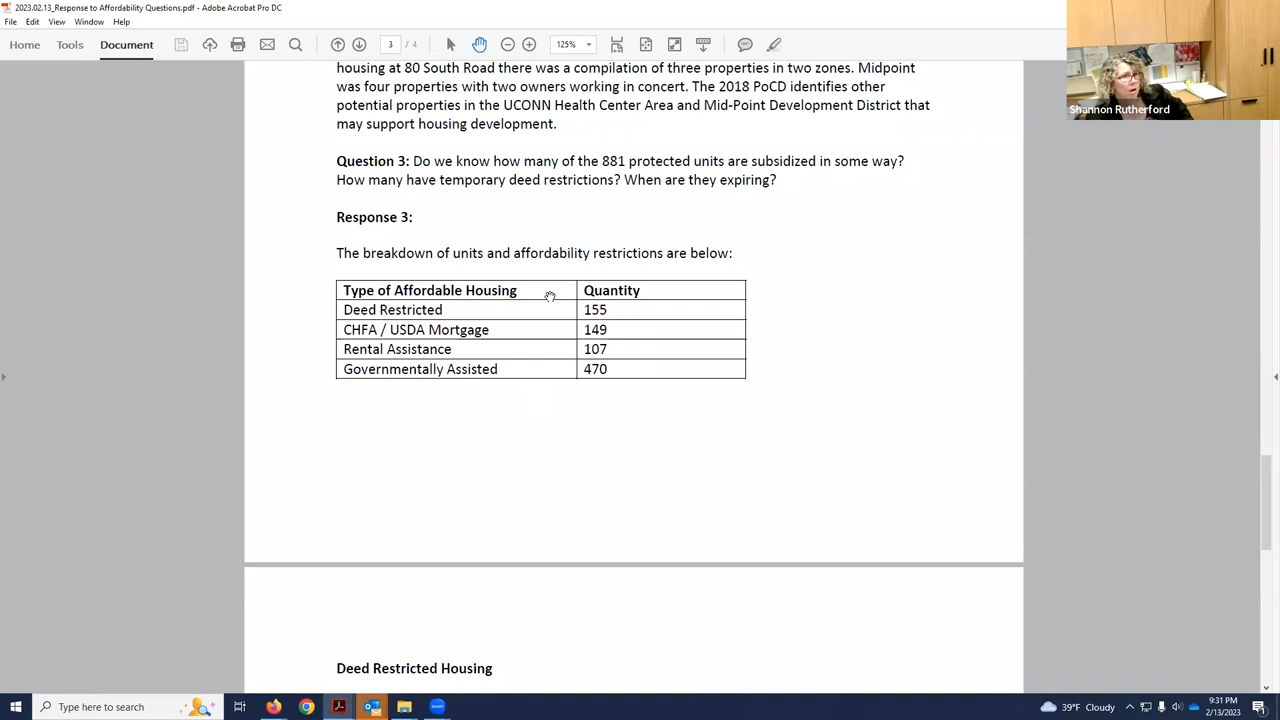 2023.02.13_Response to Affordability Questions.pdf - Adobe Acrobat Pro DC
File Edit View Window Help
Home Tools Document 3 / 4 125%
Shannon Rutherford
housing at 80 South Road there was a compilation of three properties in two zones. Midpoint
was four properties with two owners working in concert. The 2018 PoCD identifies other
potential properties in the UCONN Health Center Area and Mid-Point Development District that
may support housing development.
Question 3: Do we know how many of the 881 protected units are subsidized in some way?
How many have temporary deed restrictions? When are they expiring?
Response 3:
The breakdown of units and affordability restrictions are below:
Type of Affordable Housing Quantity
Deed Restricted 155
CHFA / USDA Mortgage 149
Rental Assistance 107
Governmentally Assisted 470
Deed Restricted Housing
Type here to search 39°F Cloudy 9:31 PM
2/13/2023